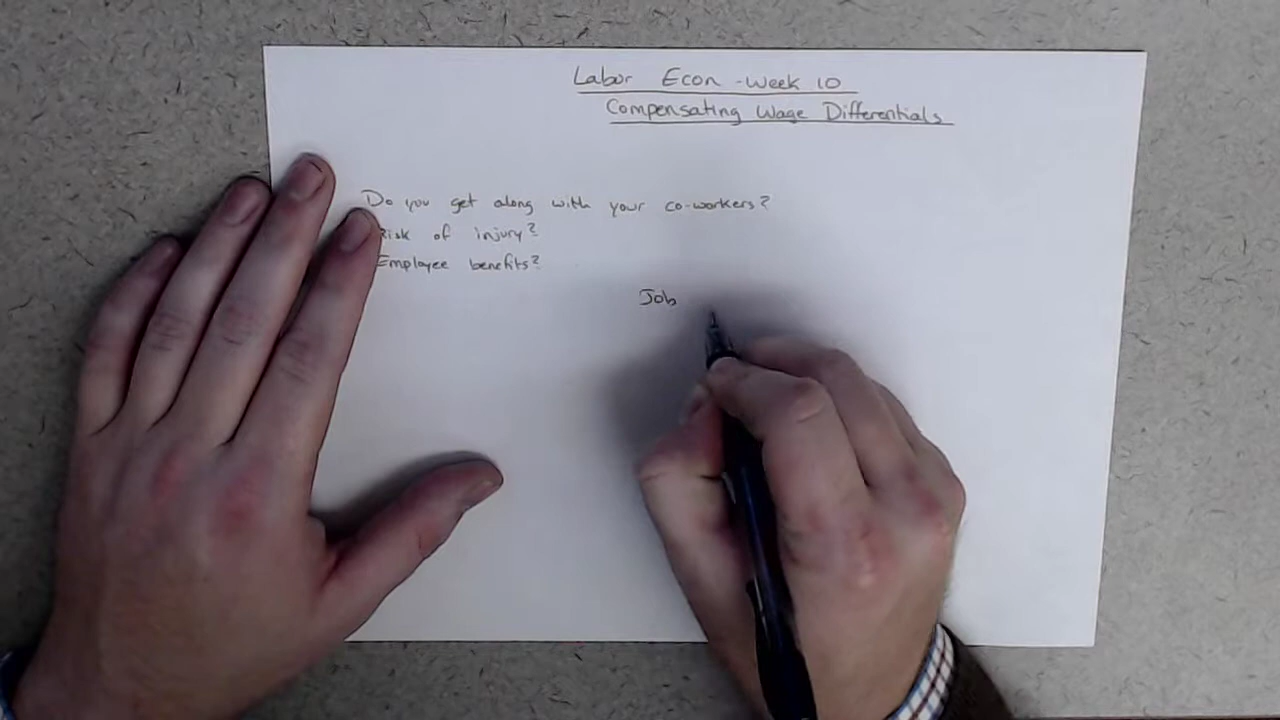 Labor Econ - Week 10
Compensating Wage Differentials
Do you get along with your co-workers?
Risk of injury?
Employee benefits?
Job